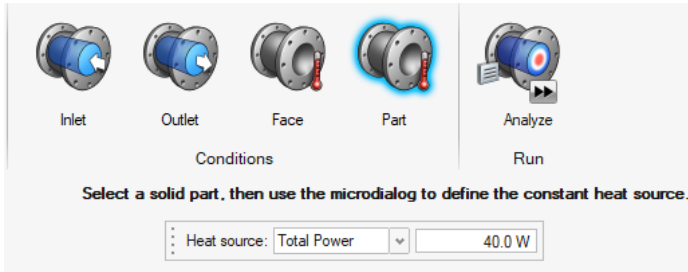 Inlet Outlet Face Part Analyze
Conditions Run
Select a solid part, then use the microdialog to define the constant heat source.
Heat source: Total Power 40.0 W